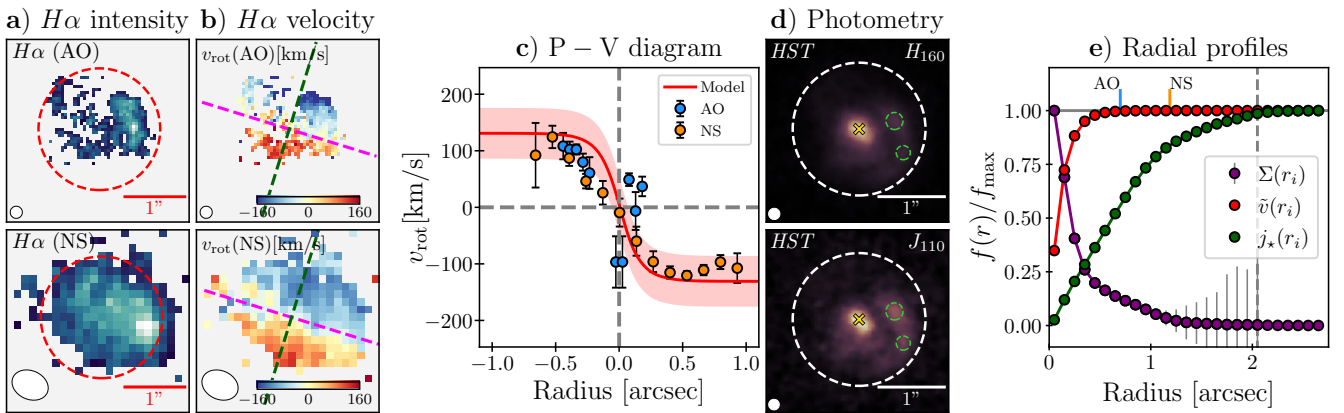 a) Hα intensity
b) Hα velocity
c) P − V diagram
d) Photometry
e) Radial profiles
Hα (AO)
1”
v_rot(AO)[km/s]
−160 0 160
Hα (NS)
1”
v_rot(NS)[km/s]
−160 0 160
v_rot[km/s]
200
100
0
−100
−200
−1.0 −0.5 0.0 0.5 1.0
Radius [arcsec]
Model
AO
NS
HST H₁₆₀
1”
HST J₁₁₀
1”
f(r)/f_max
1.00
0.75
0.50
0.25
0.00
0 1 2
Radius [arcsec]
AO NS
Σ(r_i)
ṽ(r_i)
j_⋆(r_i)